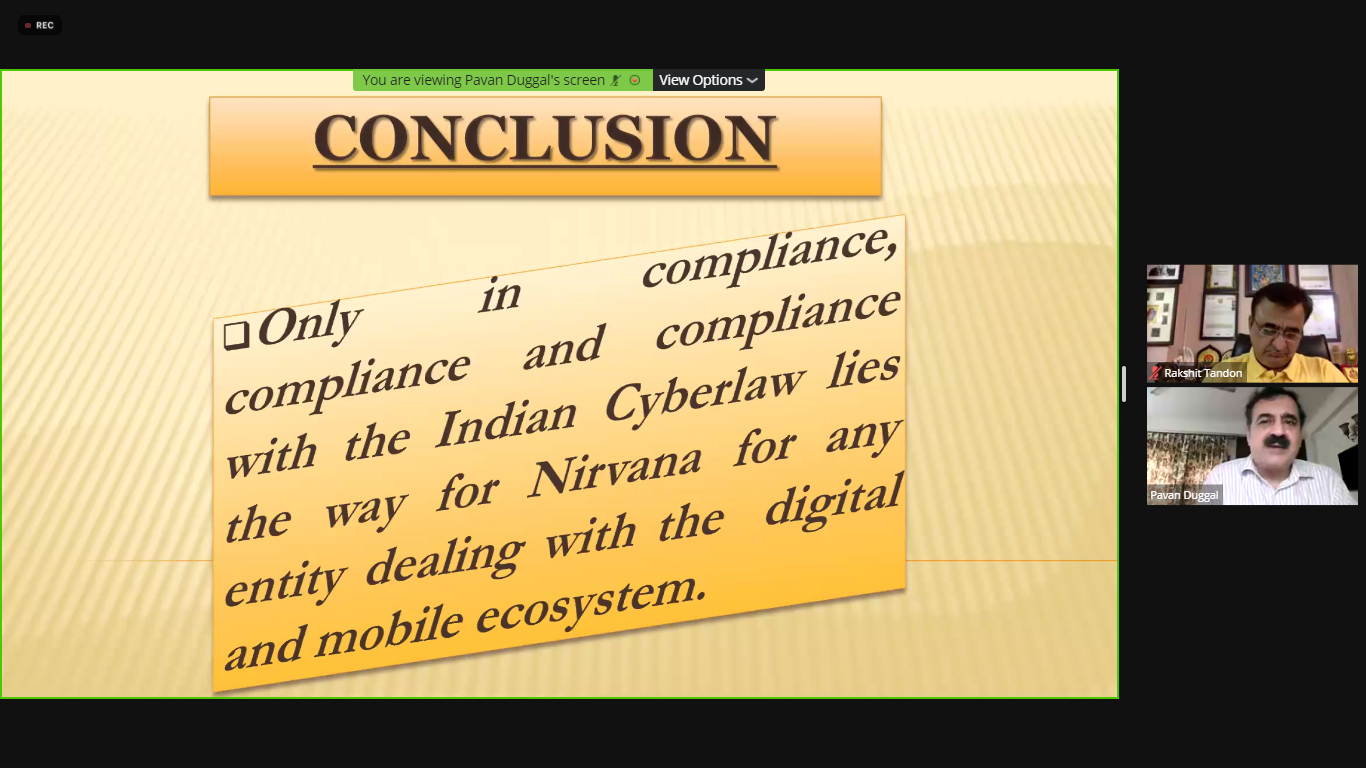 REC
You are viewing Pavan Duggal's screen
View Options
CONCLUSION
❑Only in compliance,
compliance and compliance
with the Indian Cyberlaw lies
the way for Nirvana for any
entity dealing with the digital
and mobile ecosystem.
Rakshit Tandon
Pavan Duggal